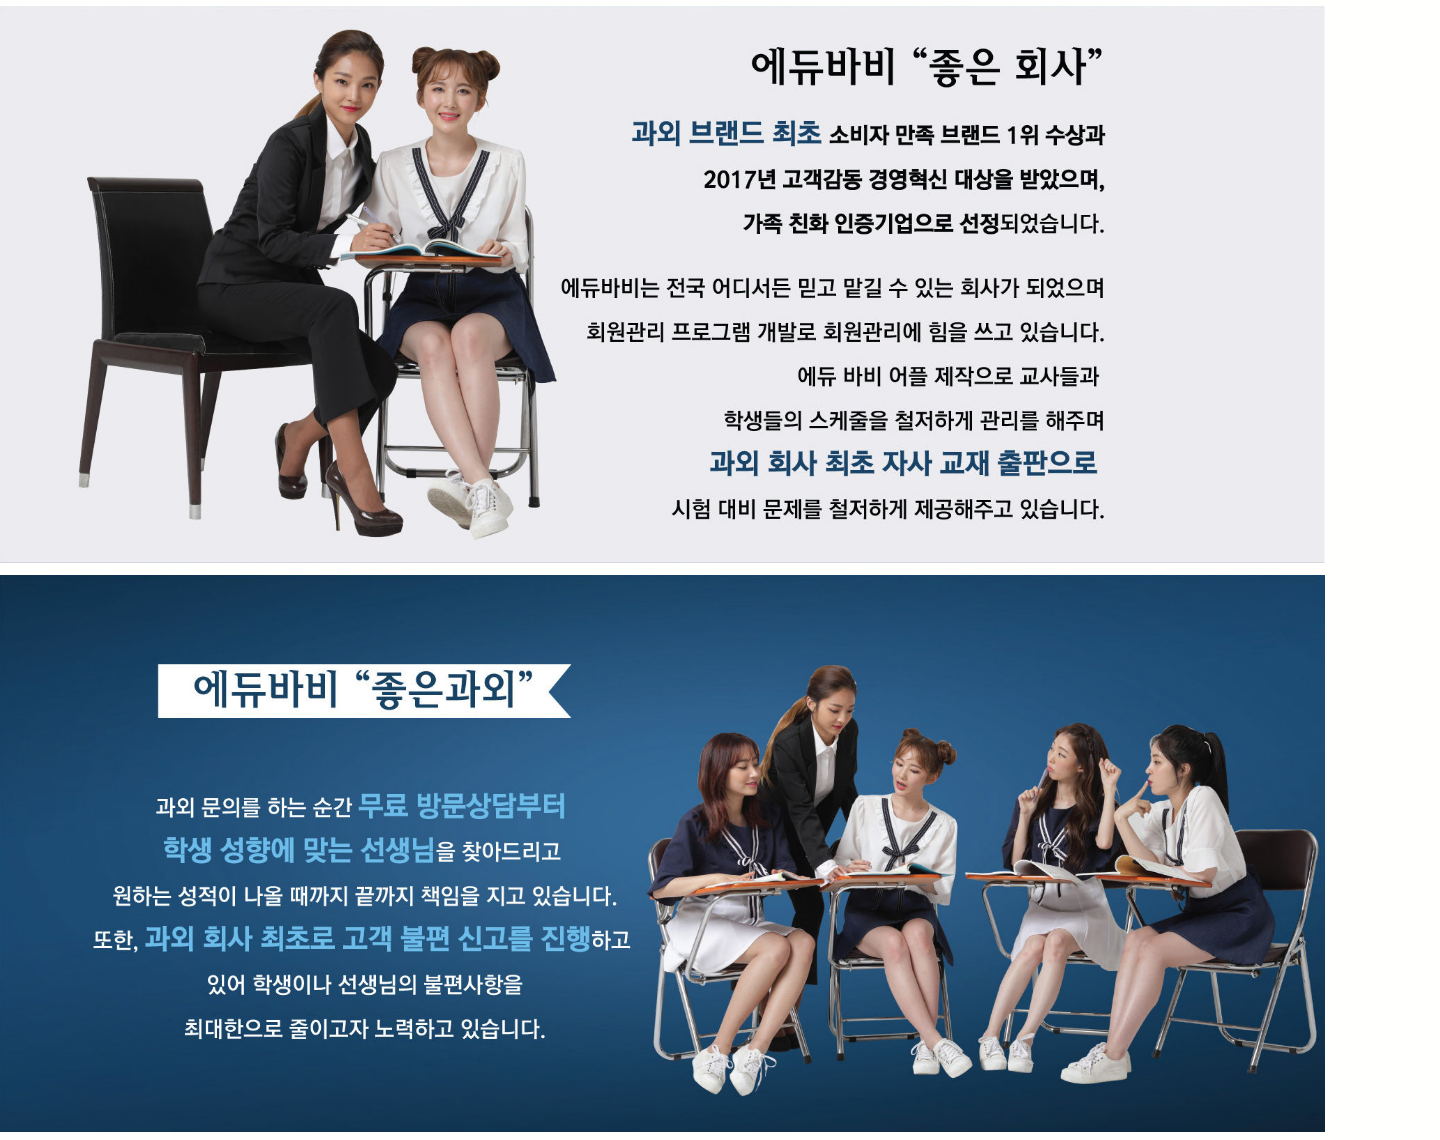 에듀바비 “좋은 회사”
과외 브랜드 최초 소비자 만족 브랜드 1위 수상과
2017년 고객감동 경영혁신 대상을 받았으며,
가족 친화 인증기업으로 선정되었습니다.
에듀바비는 전국 어디서든 믿고 맡길 수 있는 회사가 되었으며
회원관리 프로그램 개발로 회원관리에 힘을 쓰고 있습니다.
에듀 바비 어플 제작으로 교사들과
학생들의 스케줄을 철저하게 관리를 해주며
과외 회사 최초 자사 교재 출판으로
시험 대비 문제를 철저하게 제공해주고 있습니다.
에듀바비 “좋은과외”
과외 문의를 하는 순간 무료 방문상담부터
학생 성향에 맞는 선생님을 찾아드리고
원하는 성적이 나올 때까지 끝까지 책임을 지고 있습니다.
또한, 과외 회사 최초로 고객 불편 신고를 진행하고
있어 학생이나 선생님의 불편사항을
최대한으로 줄이고자 노력하고 있습니다.